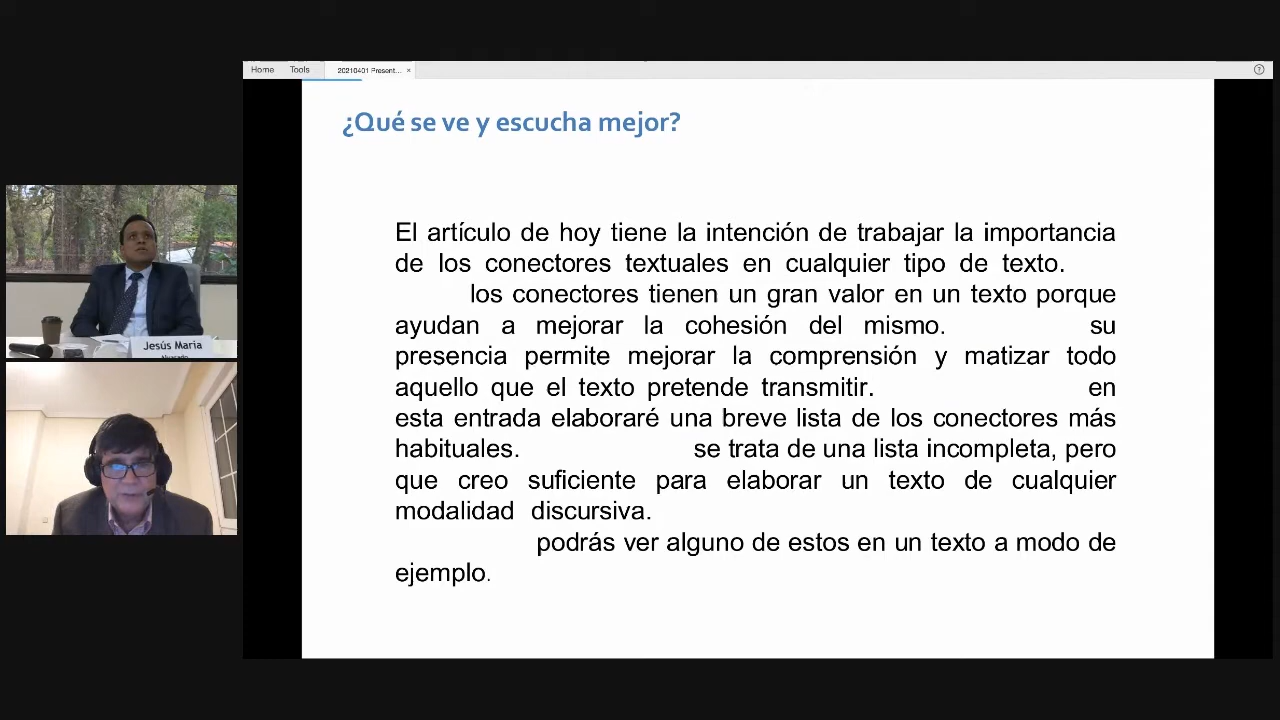 Home Tools 20210401 Present... ×
¿Qué se ve y escucha mejor?
El artículo de hoy tiene la intención de trabajar la importancia
de los conectores textuales en cualquier tipo de texto.
los conectores tienen un gran valor en un texto porque
ayudan a mejorar la cohesión del mismo. su
presencia permite mejorar la comprensión y matizar todo
aquello que el texto pretende transmitir. en
esta entrada elaboraré una breve lista de los conectores más
habituales. se trata de una lista incompleta, pero
que creo suficiente para elaborar un texto de cualquier
modalidad discursiva.
podrás ver alguno de estos en un texto a modo de
ejemplo.
Jesús María
Alvarado